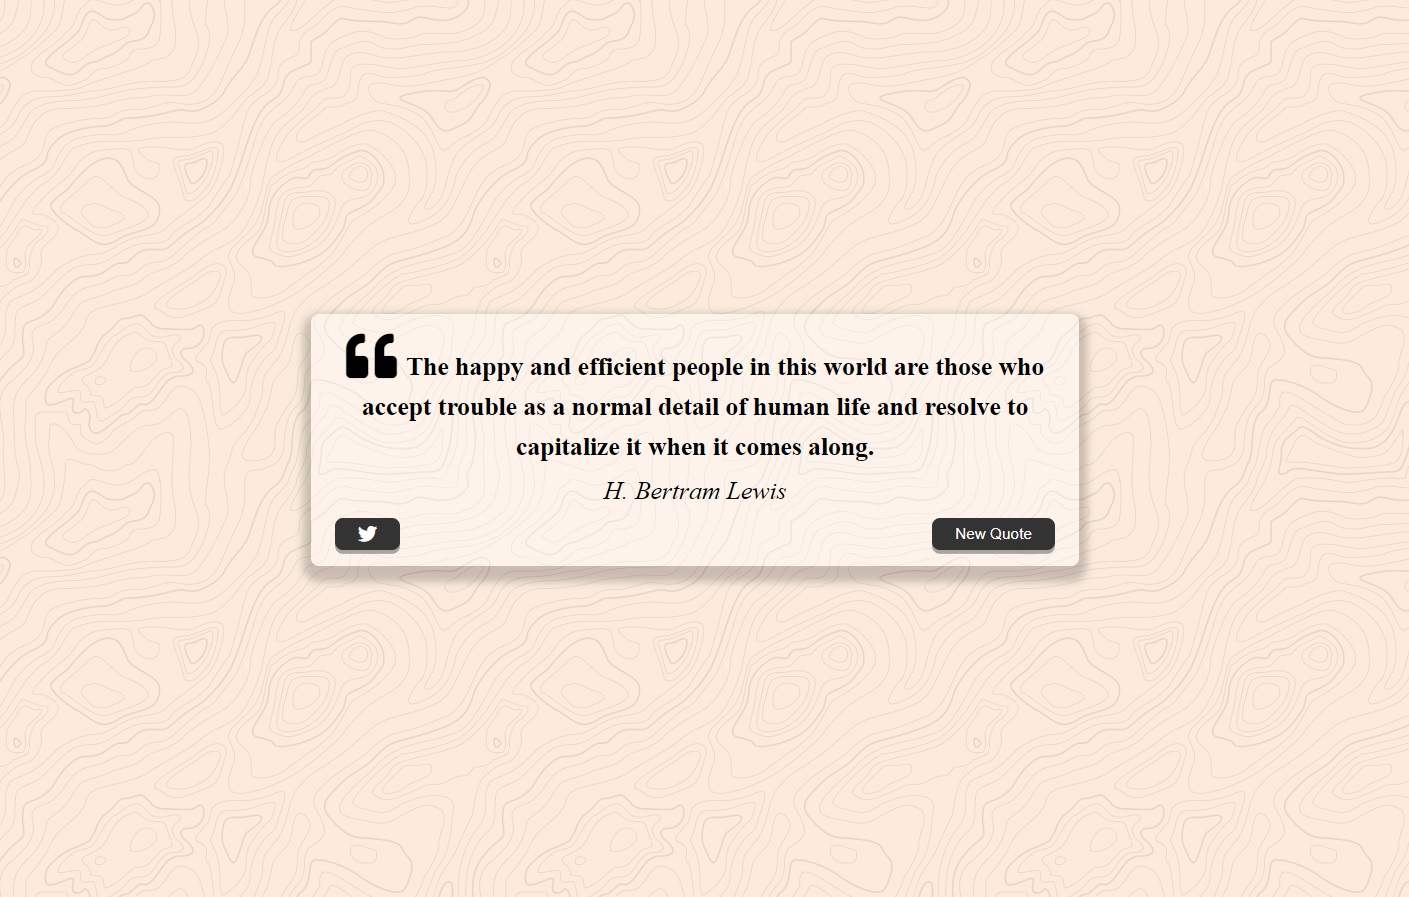 The happy and efficient people in this world are those who
accept trouble as a normal detail of human life and resolve to
capitalize it when it comes along.
H. Bertram Lewis
New Quote